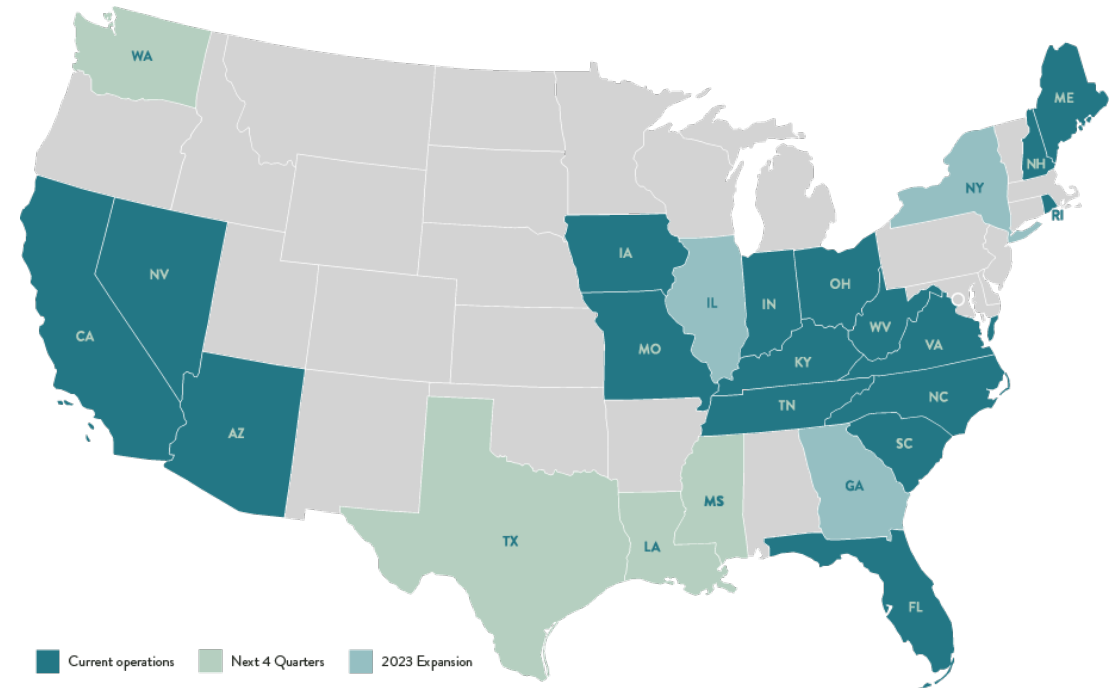 WA
ME
NH
NY
RI
NV
IA
OH
IL
IN
CA
WV
VA
MO
KY
NC
TN
AZ
SC
GA
MS
TX
LA
FL
Current operations
Next 4 Quarters
2023 Expansion